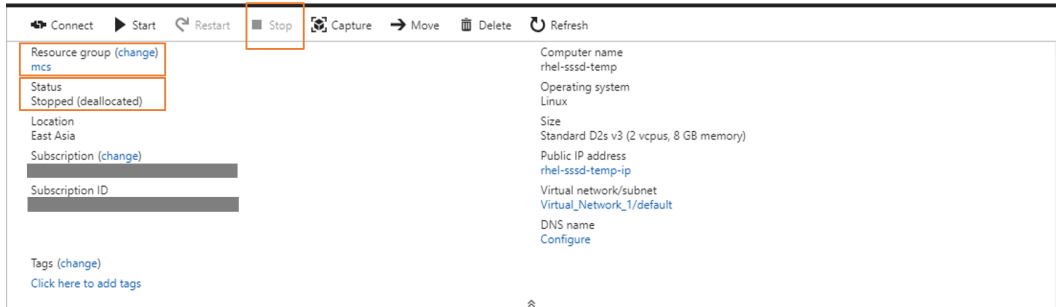 Connect Start Restart Stop Capture Move Delete Refresh
Resource group (change)
mcs
Status
Stopped (deallocated)
Location
East Asia
Subscription (change)
Subscription ID
Tags (change)
Click here to add tags
Computer name
rhel-sssd-temp
Operating system
Linux
Size
Standard D2s v3 (2 vcpus, 8 GB memory)
Public IP address
rhel-sssd-temp-ip
Virtual network/subnet
Virtual_Network_1/default
DNS name
Configure